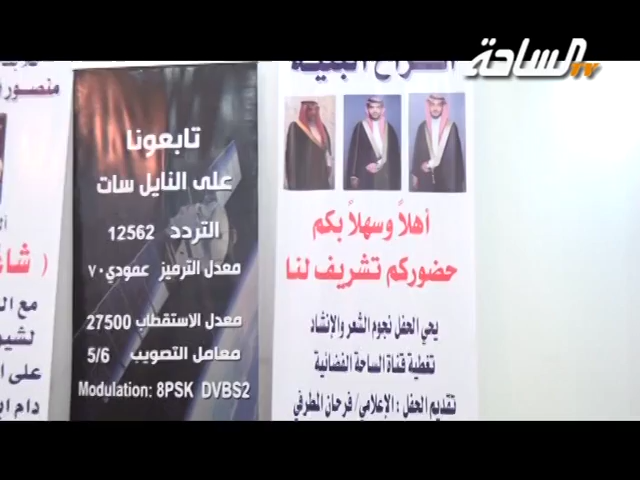 الساحة
TV
أهلاً وسهلاً بكم
حضوركم تشريف لنا
يحي الحفل نجوم الشعر والإنشاد
تغطية قناة الساحة الفضائية
تقديم الحفل : الإعلامي/ فرحان المطرفي
تابعونا
على النايل سات
التردد 12562
معدل الترميز عمودي ٧٠
معدل الاستقطاب 27500
معامل التصويب 5/6
Modulation: 8PSK DVBS2
منصور
مع
على